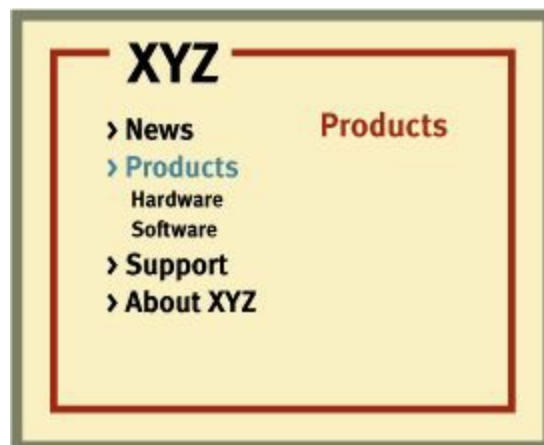 XYZ
› News
› Products
Hardware
Software
› Support
› About XYZ
Products